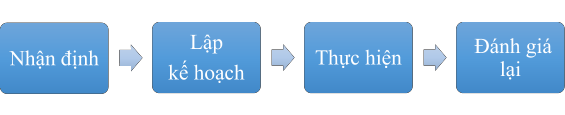 Nhận định
Lập
kế hoạch
Thực hiện
Đánh giá
lại